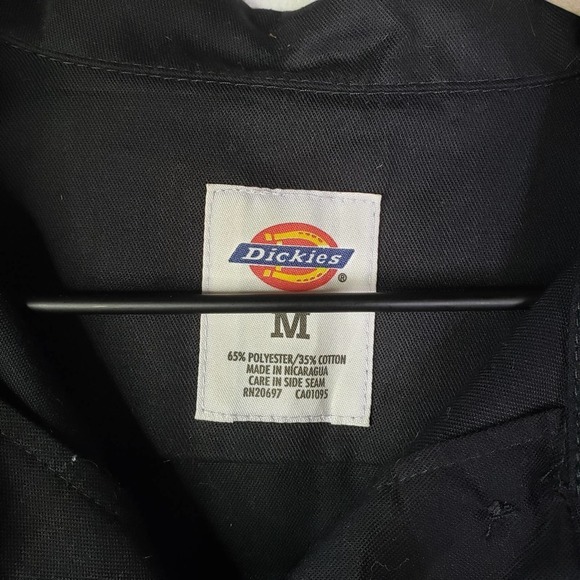 Dickies ®
M
65% POLYESTER/35% COTTON
MADE IN NICARAGUA
CARE IN SIDE SEAM
RN20697 CA01095